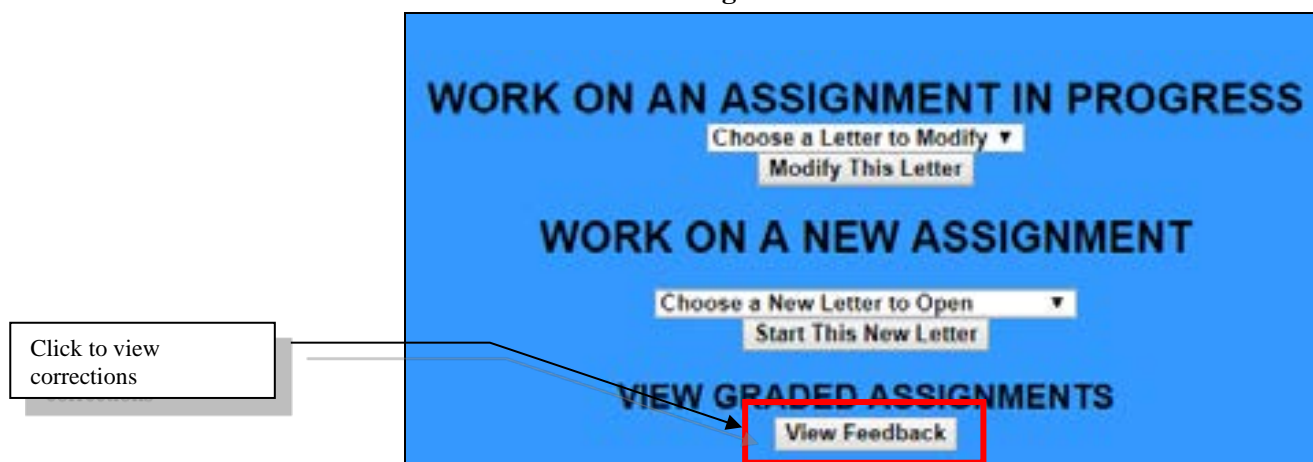 WORK ON AN ASSIGNMENT IN PROGRESS
Choose a Letter to Modify ▼
Modify This Letter
WORK ON A NEW ASSIGNMENT
Choose a New Letter to Open ▼
Start This New Letter
Click to view
corrections
VIEW GRADED ASSIGNMENTS
View Feedback